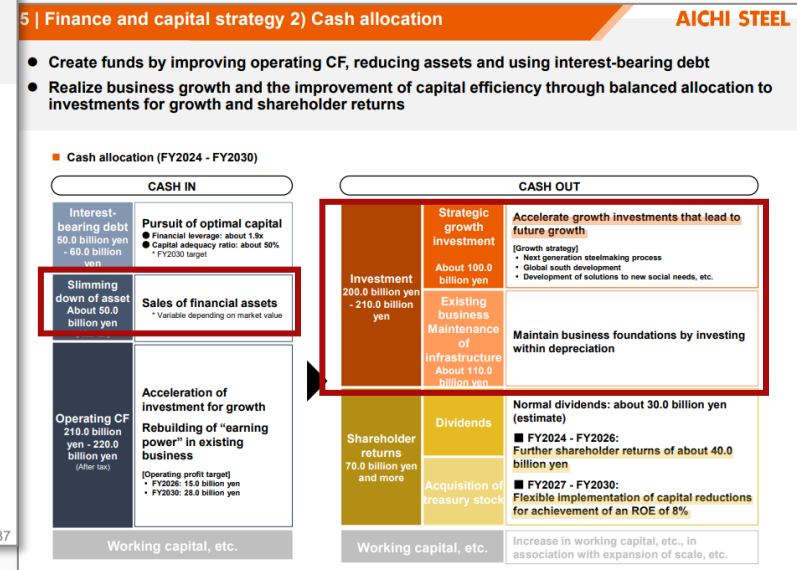 5 | Finance and capital strategy 2) Cash allocation
AICHI STEEL
● Create funds by improving operating CF, reducing assets and using interest-bearing debt
● Realize business growth and the improvement of capital efficiency through balanced allocation to
investments for growth and shareholder returns
■ Cash allocation (FY2024 - FY2030)
CASH IN
Interest-
bearing debt
50.0 billion yen
- 60.0 billion
yen
Pursuit of optimal capital
● Financial leverage: about 1.9x
● Capital adequacy ratio: about 50%
* FY2030 target
Slimming
down of asset
About 50.0
billion yen
Sales of financial assets
* Variable depending on market value
Operating CF
210.0 billion
yen - 220.0
billion yen
(After tax)
Acceleration of
investment for growth
Rebuilding of “earning
power” in existing
business
[Operating profit target]
• FY2026: 15.0 billion yen
• FY2030: 28.0 billion yen
Working capital, etc.
CASH OUT
Investment
200.0 billion yen
- 210.0 billion
yen
Strategic
growth
investment
About 100.0
billion yen
Accelerate growth investments that lead to
future growth
[Growth strategy]
• Next generation steelmaking process
• Global south development
• Development of solutions to new social needs, etc.
Existing
business
Maintenance
of
infrastructure
About 110.0
billion yen
Maintain business foundations by investing
within depreciation
Shareholder
returns
70.0 billion yen
and more
Dividends
Acquisition of
treasury stock
Normal dividends: about 30.0 billion yen
(estimate)
■ FY2024 - FY2026:
Further shareholder returns of about 40.0
billion yen
■ FY2027 - FY2030:
Flexible implementation of capital reductions
for achievement of an ROE of 8%
Working capital, etc.
Increase in working capital, etc., in
association with expansion of scale, etc.
37